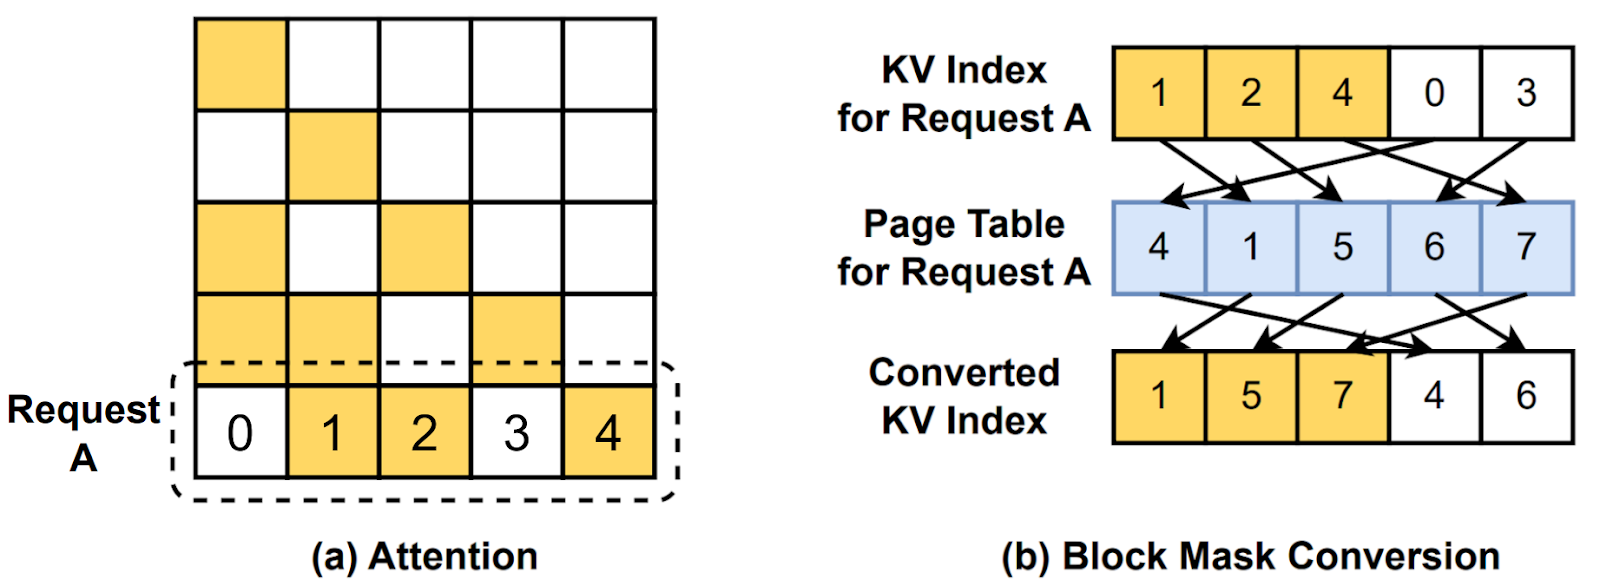 Request
A
0 1 2 3 4
(a) Attention
KV Index
for Request A
1 2 4 0 3
Page Table
for Request A
4 1 5 6 7
Converted
KV Index
1 5 7 4 6
(b) Block Mask Conversion